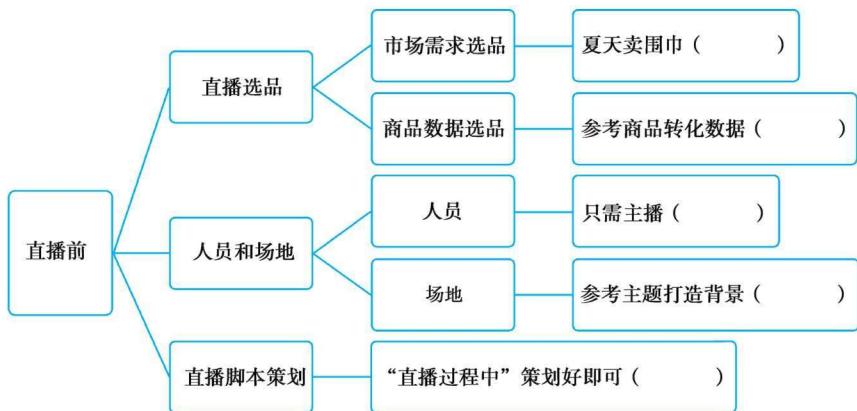 市场需求选品
夏天卖围巾（        ）
直播选品
商品数据选品
参考商品转化数据（        ）
人员
只需主播（        ）
直播前
人员和场地
场地
参考主题打造背景（        ）
直播脚本策划
“直播过程中”策划好即可（        ）